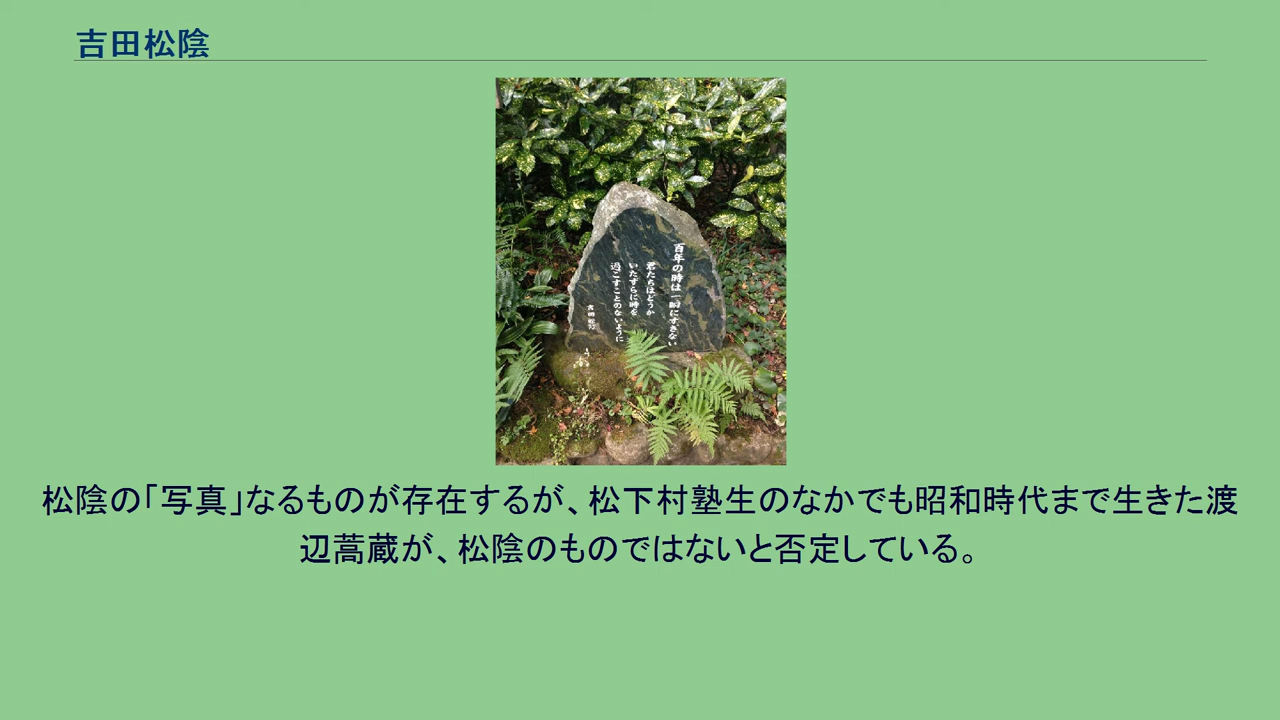 吉田松陰
百年の時は一瞬にすぎない
君たちはどうか
いたずらに時を
過ごすことのないように
吉田松陰
松陰の「写真」なるものが存在するが、松下村塾生のなかでも昭和時代まで生きた渡
辺蒿蔵が、松陰のものではないと否定している。